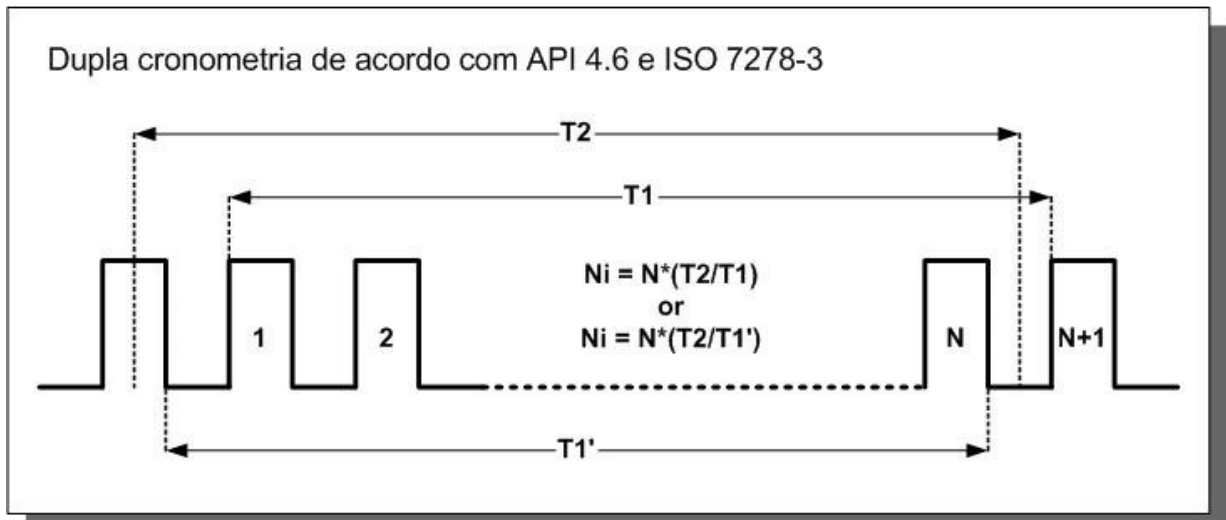 Dupla cronometria de acordo com API 4.6 e ISO 7278-3
T2
T1
Ni = N*(T2/T1)
or
Ni = N*(T2/T1')
1 2 N N+1
T1'